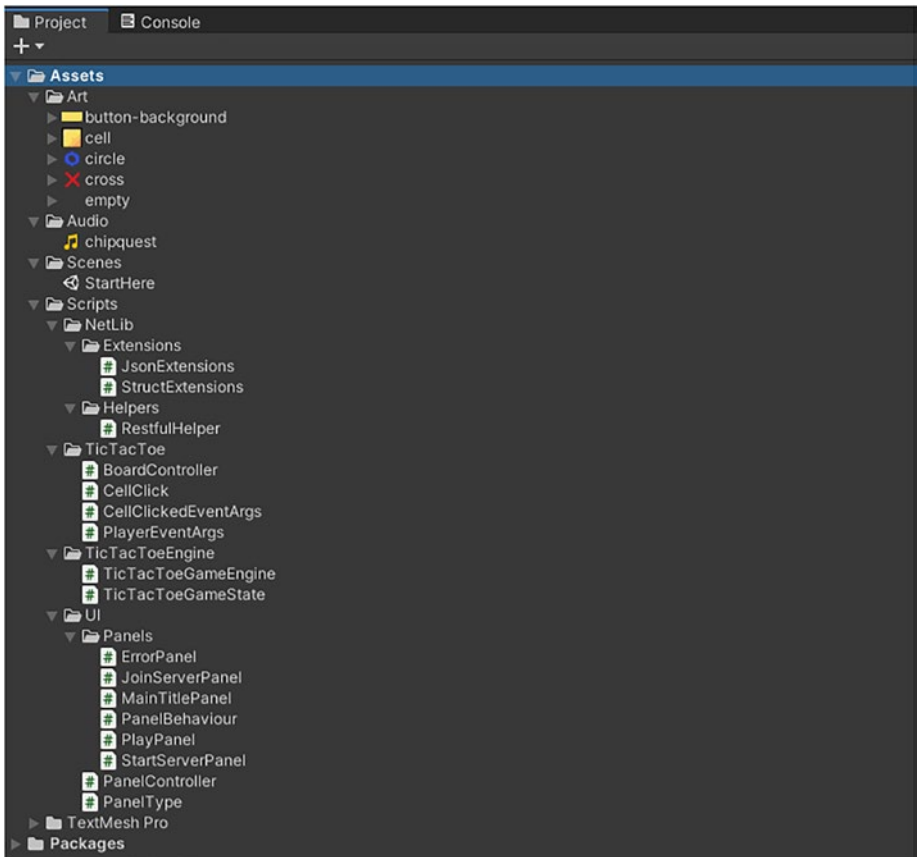 Project Console
Assets
Art
button-background
cell
circle
cross
empty
Audio
chipquest
Scenes
StartHere
Scripts
NetLib
Extensions
JsonExtensions
StructExtensions
Helpers
RestfulHelper
TicTacToe
BoardController
CellClick
CellClickedEventArgs
PlayerEventArgs
TicTacToeEngine
TicTacToeGameEngine
TicTacToeGameState
UI
Panels
ErrorPanel
JoinServerPanel
MainTitlePanel
PanelBehaviour
PlayPanel
StartServerPanel
PanelController
PanelType
TextMesh Pro
Packages